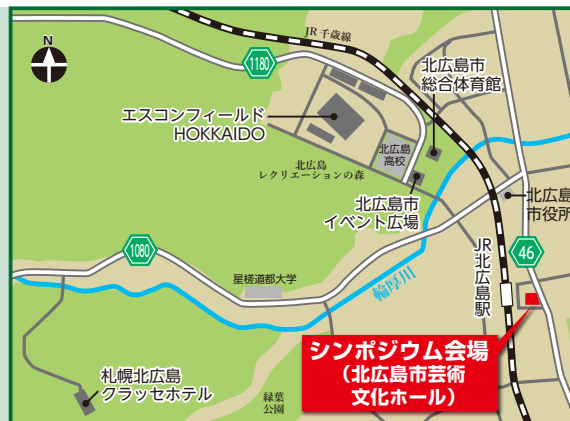 JR千歳線
N
1180
北広島市
総合体育館
エスコンフィールド
HOKKAIDO
北広島
高校
北広島
レクリエーションの森
北広島市
イベント広場
北広島
市役所
1080
46
JR北広島駅
星槎道都大学
輪厚川
シンポジウム会場
(北広島市芸術
文化ホール)
札幌北広島
クラッセホテル
緑葉
公園